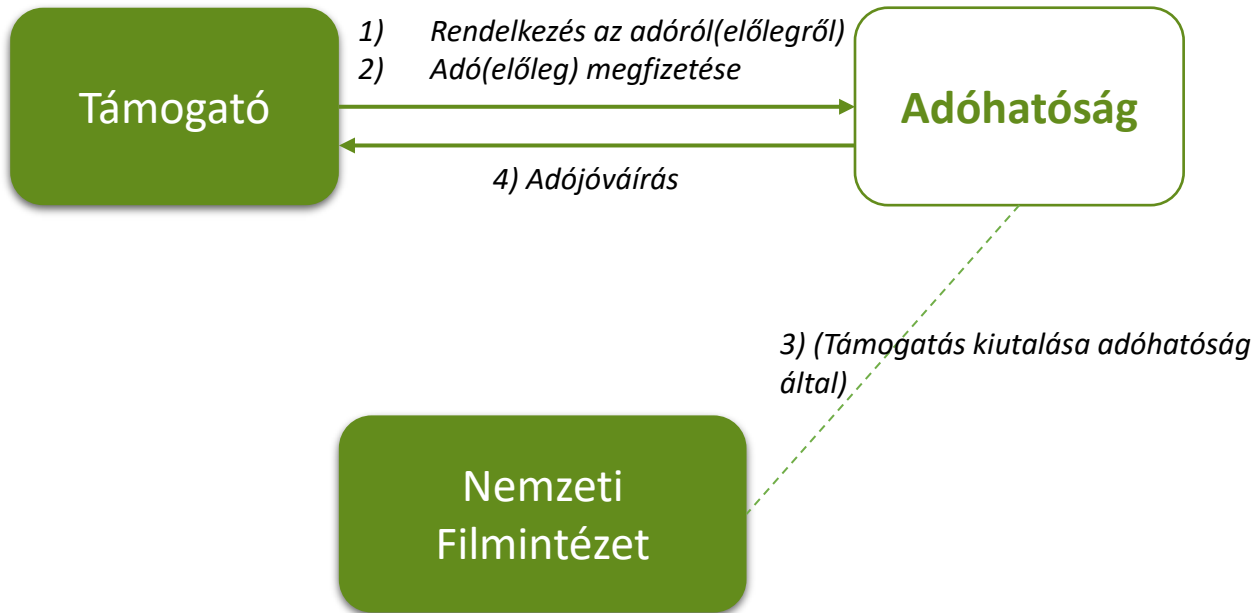 Támogató
1) Rendelkezés az adóról(előlegről)
2) Adó(előleg) megfizetése
Adóhatóság
4) Adójóváírás
3) (Támogatás kiutalása adóhatóság
által)
Nemzeti
Filmintézet